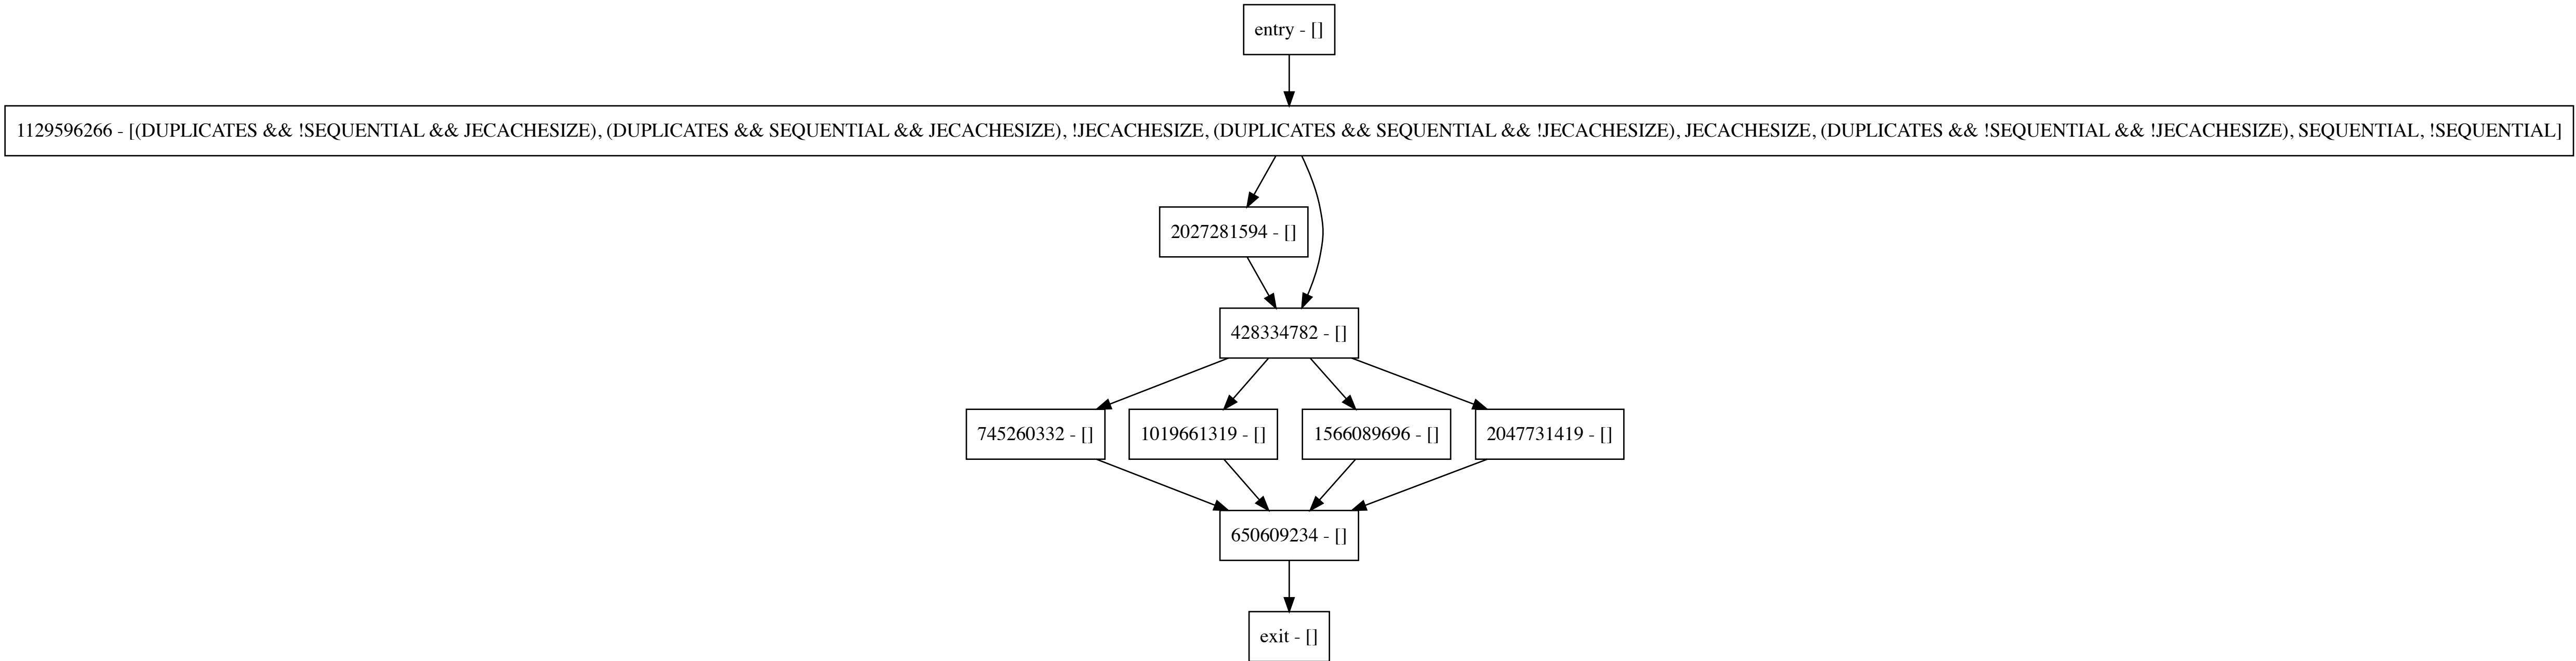 entry - []
1129596266 - [(DUPLICATES && !SEQUENTIAL && JECACHESIZE), (DUPLICATES && SEQUENTIAL && JECACHESIZE), !JECACHESIZE, (DUPLICATES && SEQUENTIAL && !JECACHESIZE), JECACHESIZE, (DUPLICATES && !SEQUENTIAL && !JECACHESIZE), SEQUENTIAL, !SEQUENTIAL]
2027281594 - []
428334782 - []
745260332 - []
1019661319 - []
1566089696 - []
2047731419 - []
650609234 - []
exit - []